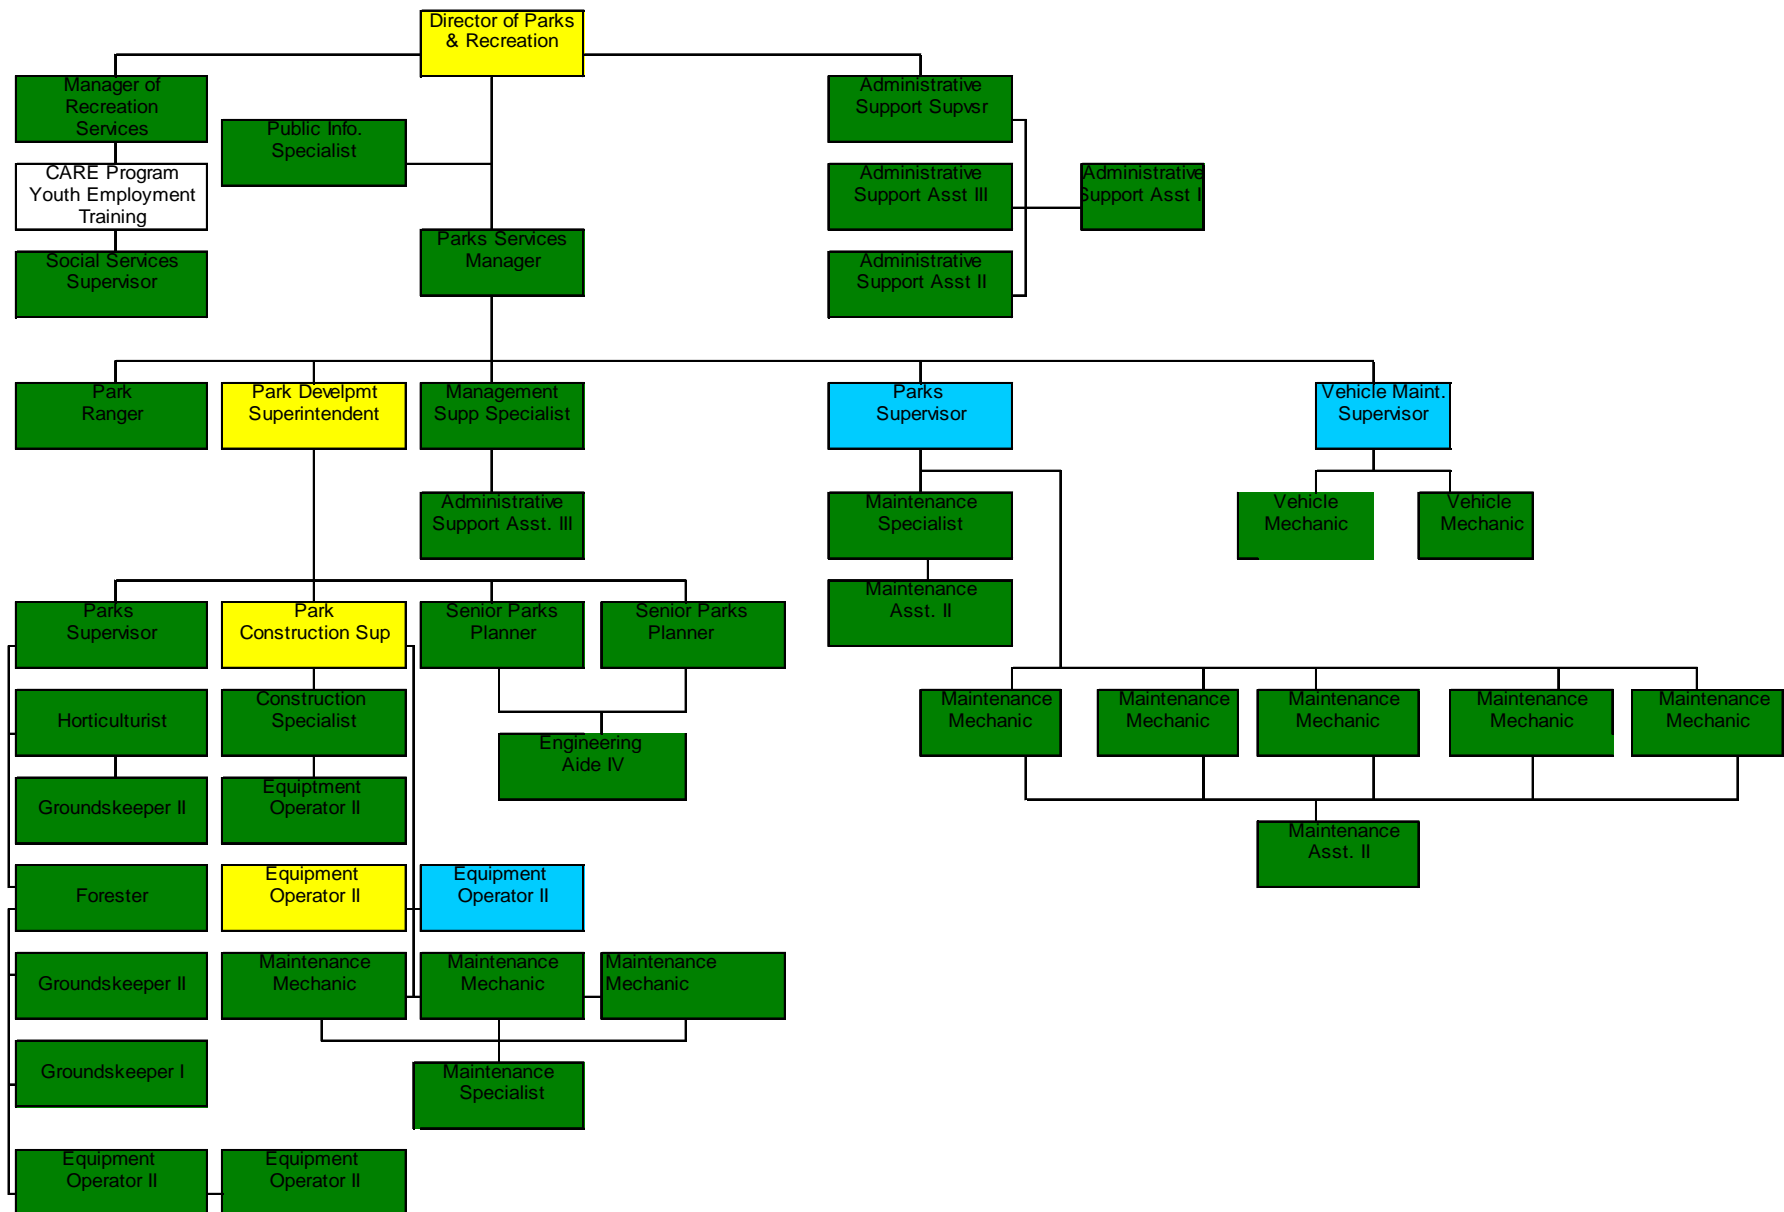 Director of Parks
& Recreation
Manager of
Recreation
Services
Public Info.
Specialist
Administrative
Support Supvsr
CARE Program
Youth Employment
Training
Administrative
Support Asst III
Administrative
Support Asst I
Social Services
Supervisor
Parks Services
Manager
Administrative
Support Asst II
Park
Ranger
Park Develpmt
Superintendent
Management
Supp Specialist
Parks
Supervisor
Vehicle Maint.
Supervisor
Administrative
Support Asst. III
Maintenance
Specialist
Vehicle
Mechanic
Vehicle
Mechanic
Maintenance
Asst. II
Parks
Supervisor
Park
Construction Sup
Senior Parks
Planner
Senior Parks
Planner
Horticulturist
Construction
Specialist
Maintenance
Mechanic
Maintenance
Mechanic
Maintenance
Mechanic
Maintenance
Mechanic
Maintenance
Mechanic
Engineering
Aide IV
Groundskeeper II
Equiptment
Operator II
Maintenance
Asst. II
Forester
Equipment
Operator II
Equipment
Operator II
Groundskeeper II
Maintenance
Mechanic
Maintenance
Mechanic
Maintenance
Mechanic
Groundskeeper I
Maintenance
Specialist
Equipment
Operator II
Equipment
Operator II